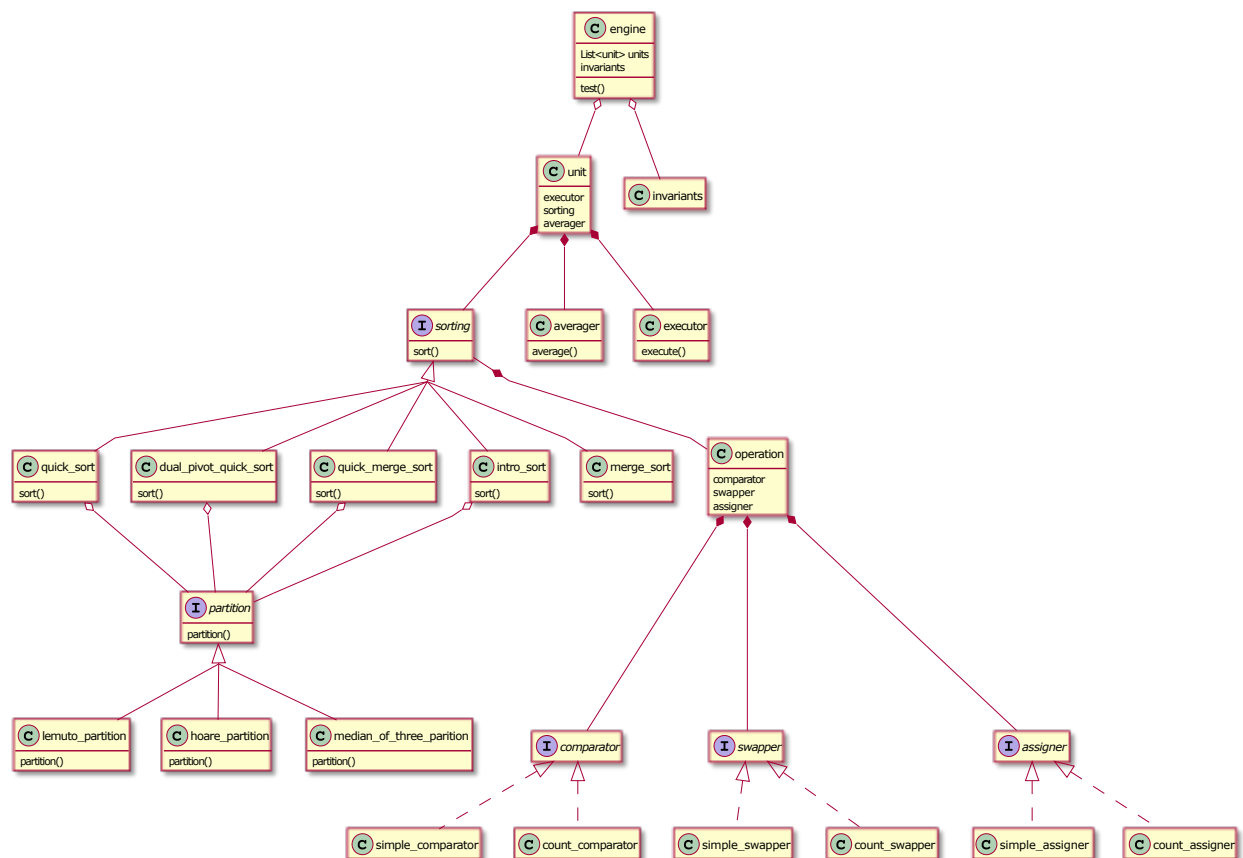 C engine
List<unit> units
invariants
test()
C unit
executor
sorting
averager
C invariants
I sorting
sort()
C averager
average()
C executor
execute()
C quick_sort
sort()
C dual_pivot_quick_sort
sort()
C quick_merge_sort
sort()
C intro_sort
sort()
C merge_sort
sort()
C operation
comparator
swapper
assigner
I partition
partition()
C lemuto_partition
partition()
C hoare_partition
partition()
C median_of_three_parition
partition()
I comparator
I swapper
I assigner
C simple_comparator
C count_comparator
C simple_swapper
C count_swapper
C simple_assigner
C count_assigner